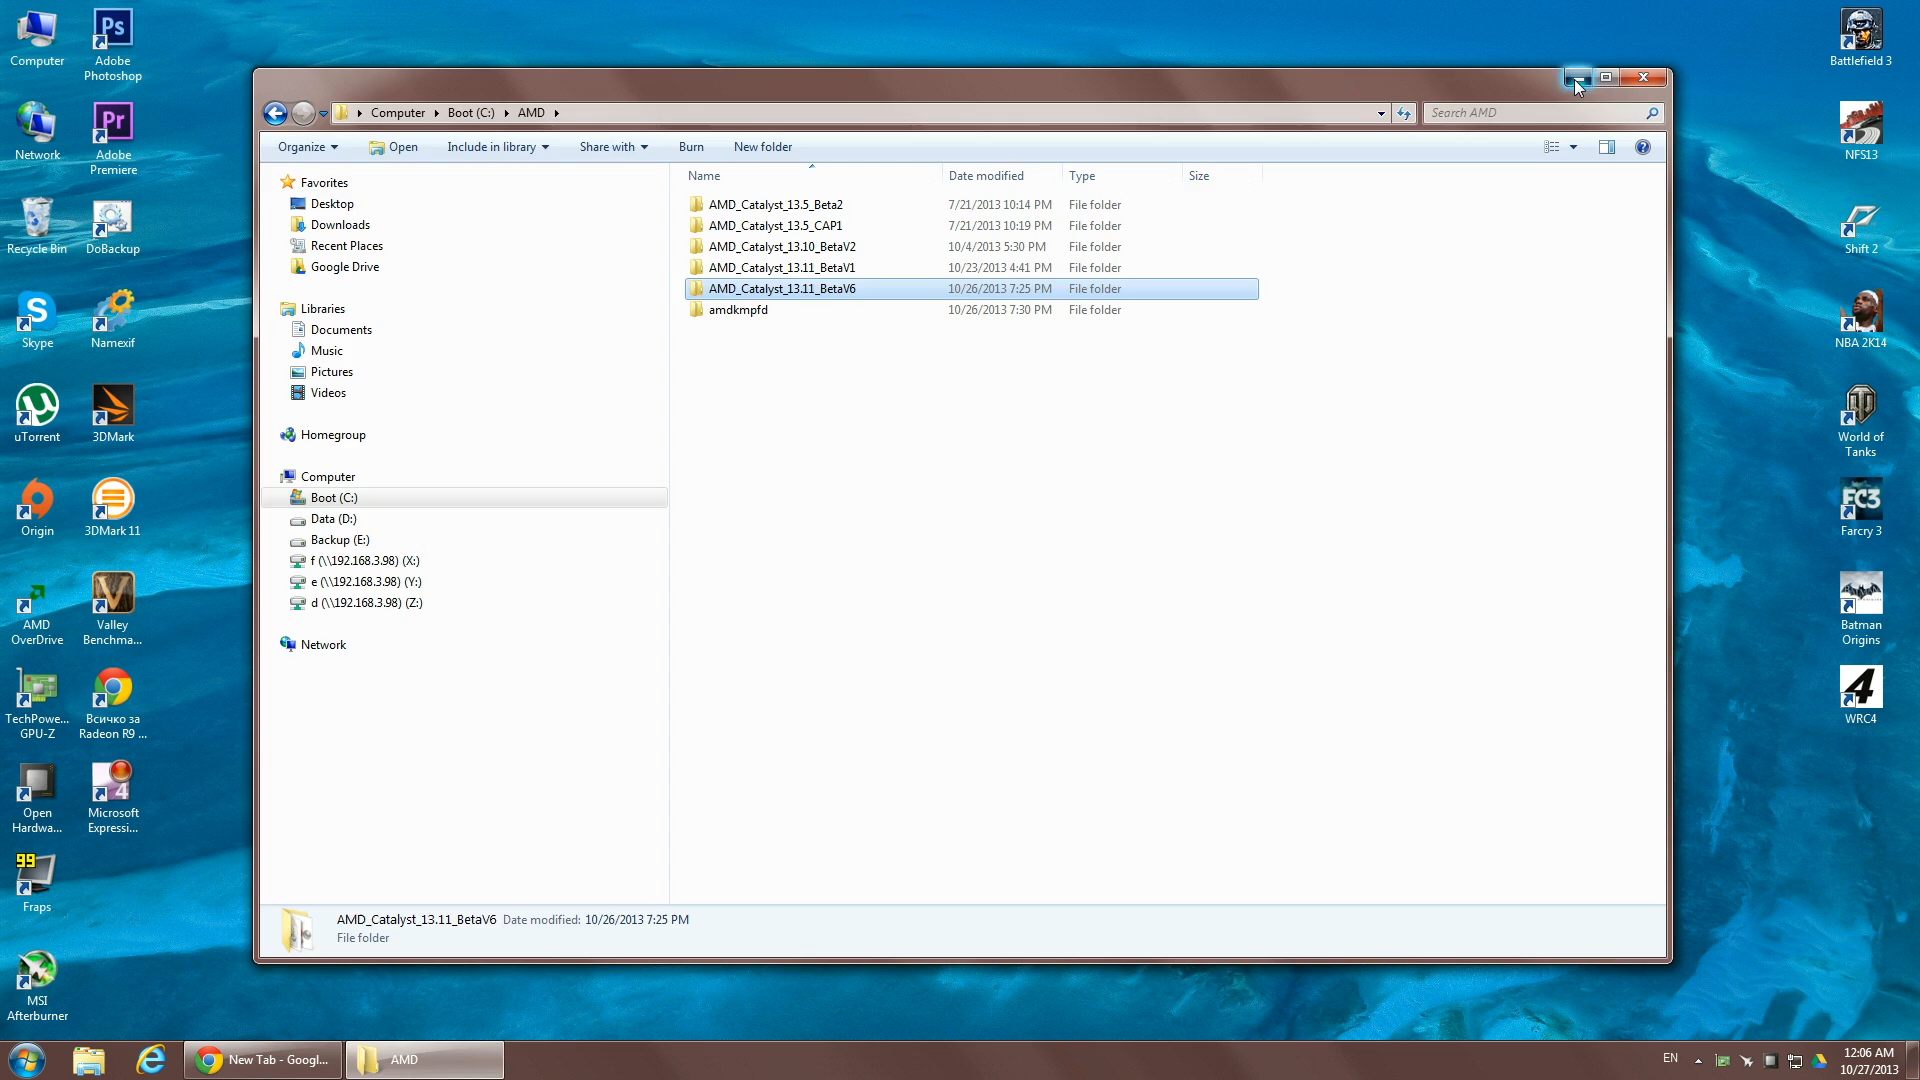 Computer
Adobe
Photoshop
Network
Adobe
Premiere
Recycle Bin
DoBackup
Skype
Namexif
uTorrent
3DMark
Origin
3DMark 11
AMD
OverDrive
Valley
Benchma...
TechPowe...
GPU-Z
Всичко за
Radeon R9 ...
Open
Hardwa...
Microsoft
Expressi...
99
Fraps
MSI
Afterburner
Computer
Boot (C:)
AMD
Search AMD
Organize
Open
Include in library
Share with
Burn
New folder
Favorites
Desktop
Downloads
Recent Places
Google Drive
Libraries
Documents
Music
Pictures
Videos
Homegroup
Computer
Boot (C:)
Data (D:)
Backup (E:)
f (\\192.168.3.98) (X:)
e (\\192.168.3.98) (Y:)
d (\\192.168.3.98) (Z:)
Network
Name Date modified Type Size
AMD_Catalyst_13.5_Beta2 7/21/2013 10:14 PM File folder
AMD_Catalyst_13.5_CAP1 7/21/2013 10:19 PM File folder
AMD_Catalyst_13.10_BetaV2 10/4/2013 5:30 PM File folder
AMD_Catalyst_13.11_BetaV1 10/23/2013 4:41 PM File folder
AMD_Catalyst_13.11_BetaV6 10/26/2013 7:25 PM File folder
amdkmpfd 10/26/2013 7:30 PM File folder
AMD_Catalyst_13.11_BetaV6 Date modified: 10/26/2013 7:25 PM
File folder
Battlefield 3
NFS13
Shift 2
NBA 2K14
World of
Tanks
FC3
Farcry 3
Batman
Origins
4
WRC4
New Tab - Googl...
AMD
EN
12:06 AM
10/27/2013
Ps
Pr